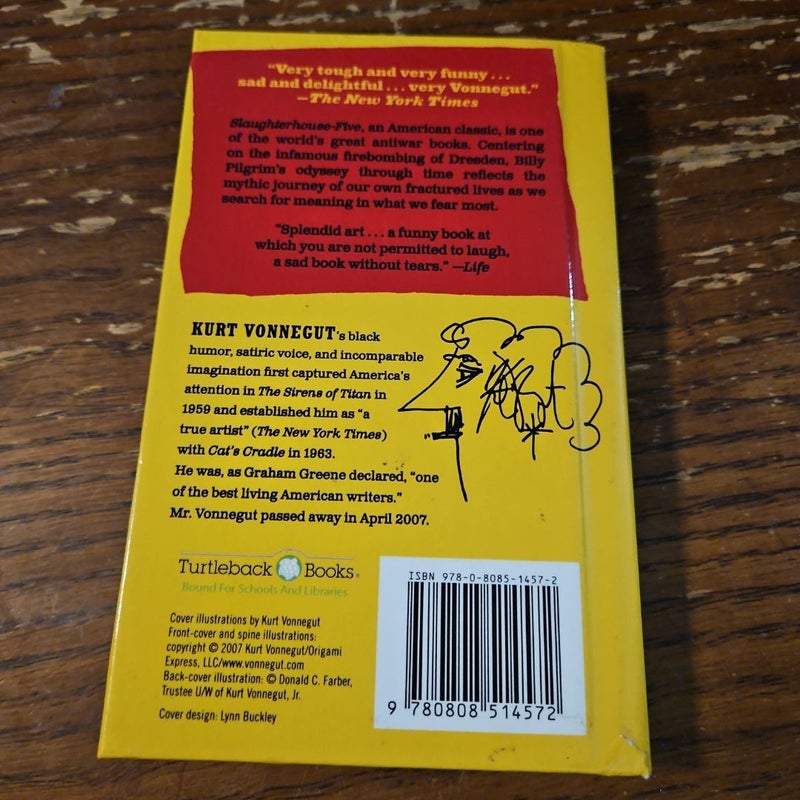 “Very tough and very funny . . .
sad and delightful . . . very Vonnegut.”
—The New York Times
Slaughterhouse-Five, an American classic, is one
of the world’s great antiwar books. Centering
on the infamous firebombing of Dresden, Billy
Pilgrim’s odyssey through time reflects the
mythic journey of our own fractured lives as we
search for meaning in what we fear most.
“Splendid art . . . a funny book at
which you are not permitted to laugh,
a sad book without tears.” —Life
KURT VONNEGUT’s black
humor, satiric voice, and incomparable
imagination first captured America’s
attention in The Sirens of Titan in
1959 and established him as “a
true artist” (The New York Times)
with Cat’s Cradle in 1963.
He was, as Graham Greene declared, “one
of the best living American writers.”
Mr. Vonnegut passed away in April 2007.
Turtleback Books®
Bound For Schools And Libraries
Cover illustrations by Kurt Vonnegut
Front-cover and spine illustrations:
copyright © 2007 Kurt Vonnegut/Origami
Express, LLC/www.vonnegut.com
Back-cover illustration: © Donald C. Farber,
Trustee U/W of Kurt Vonnegut, Jr.
Cover design: Lynn Buckley
ISBN 978-0-8085-1457-2
9 780808 514572